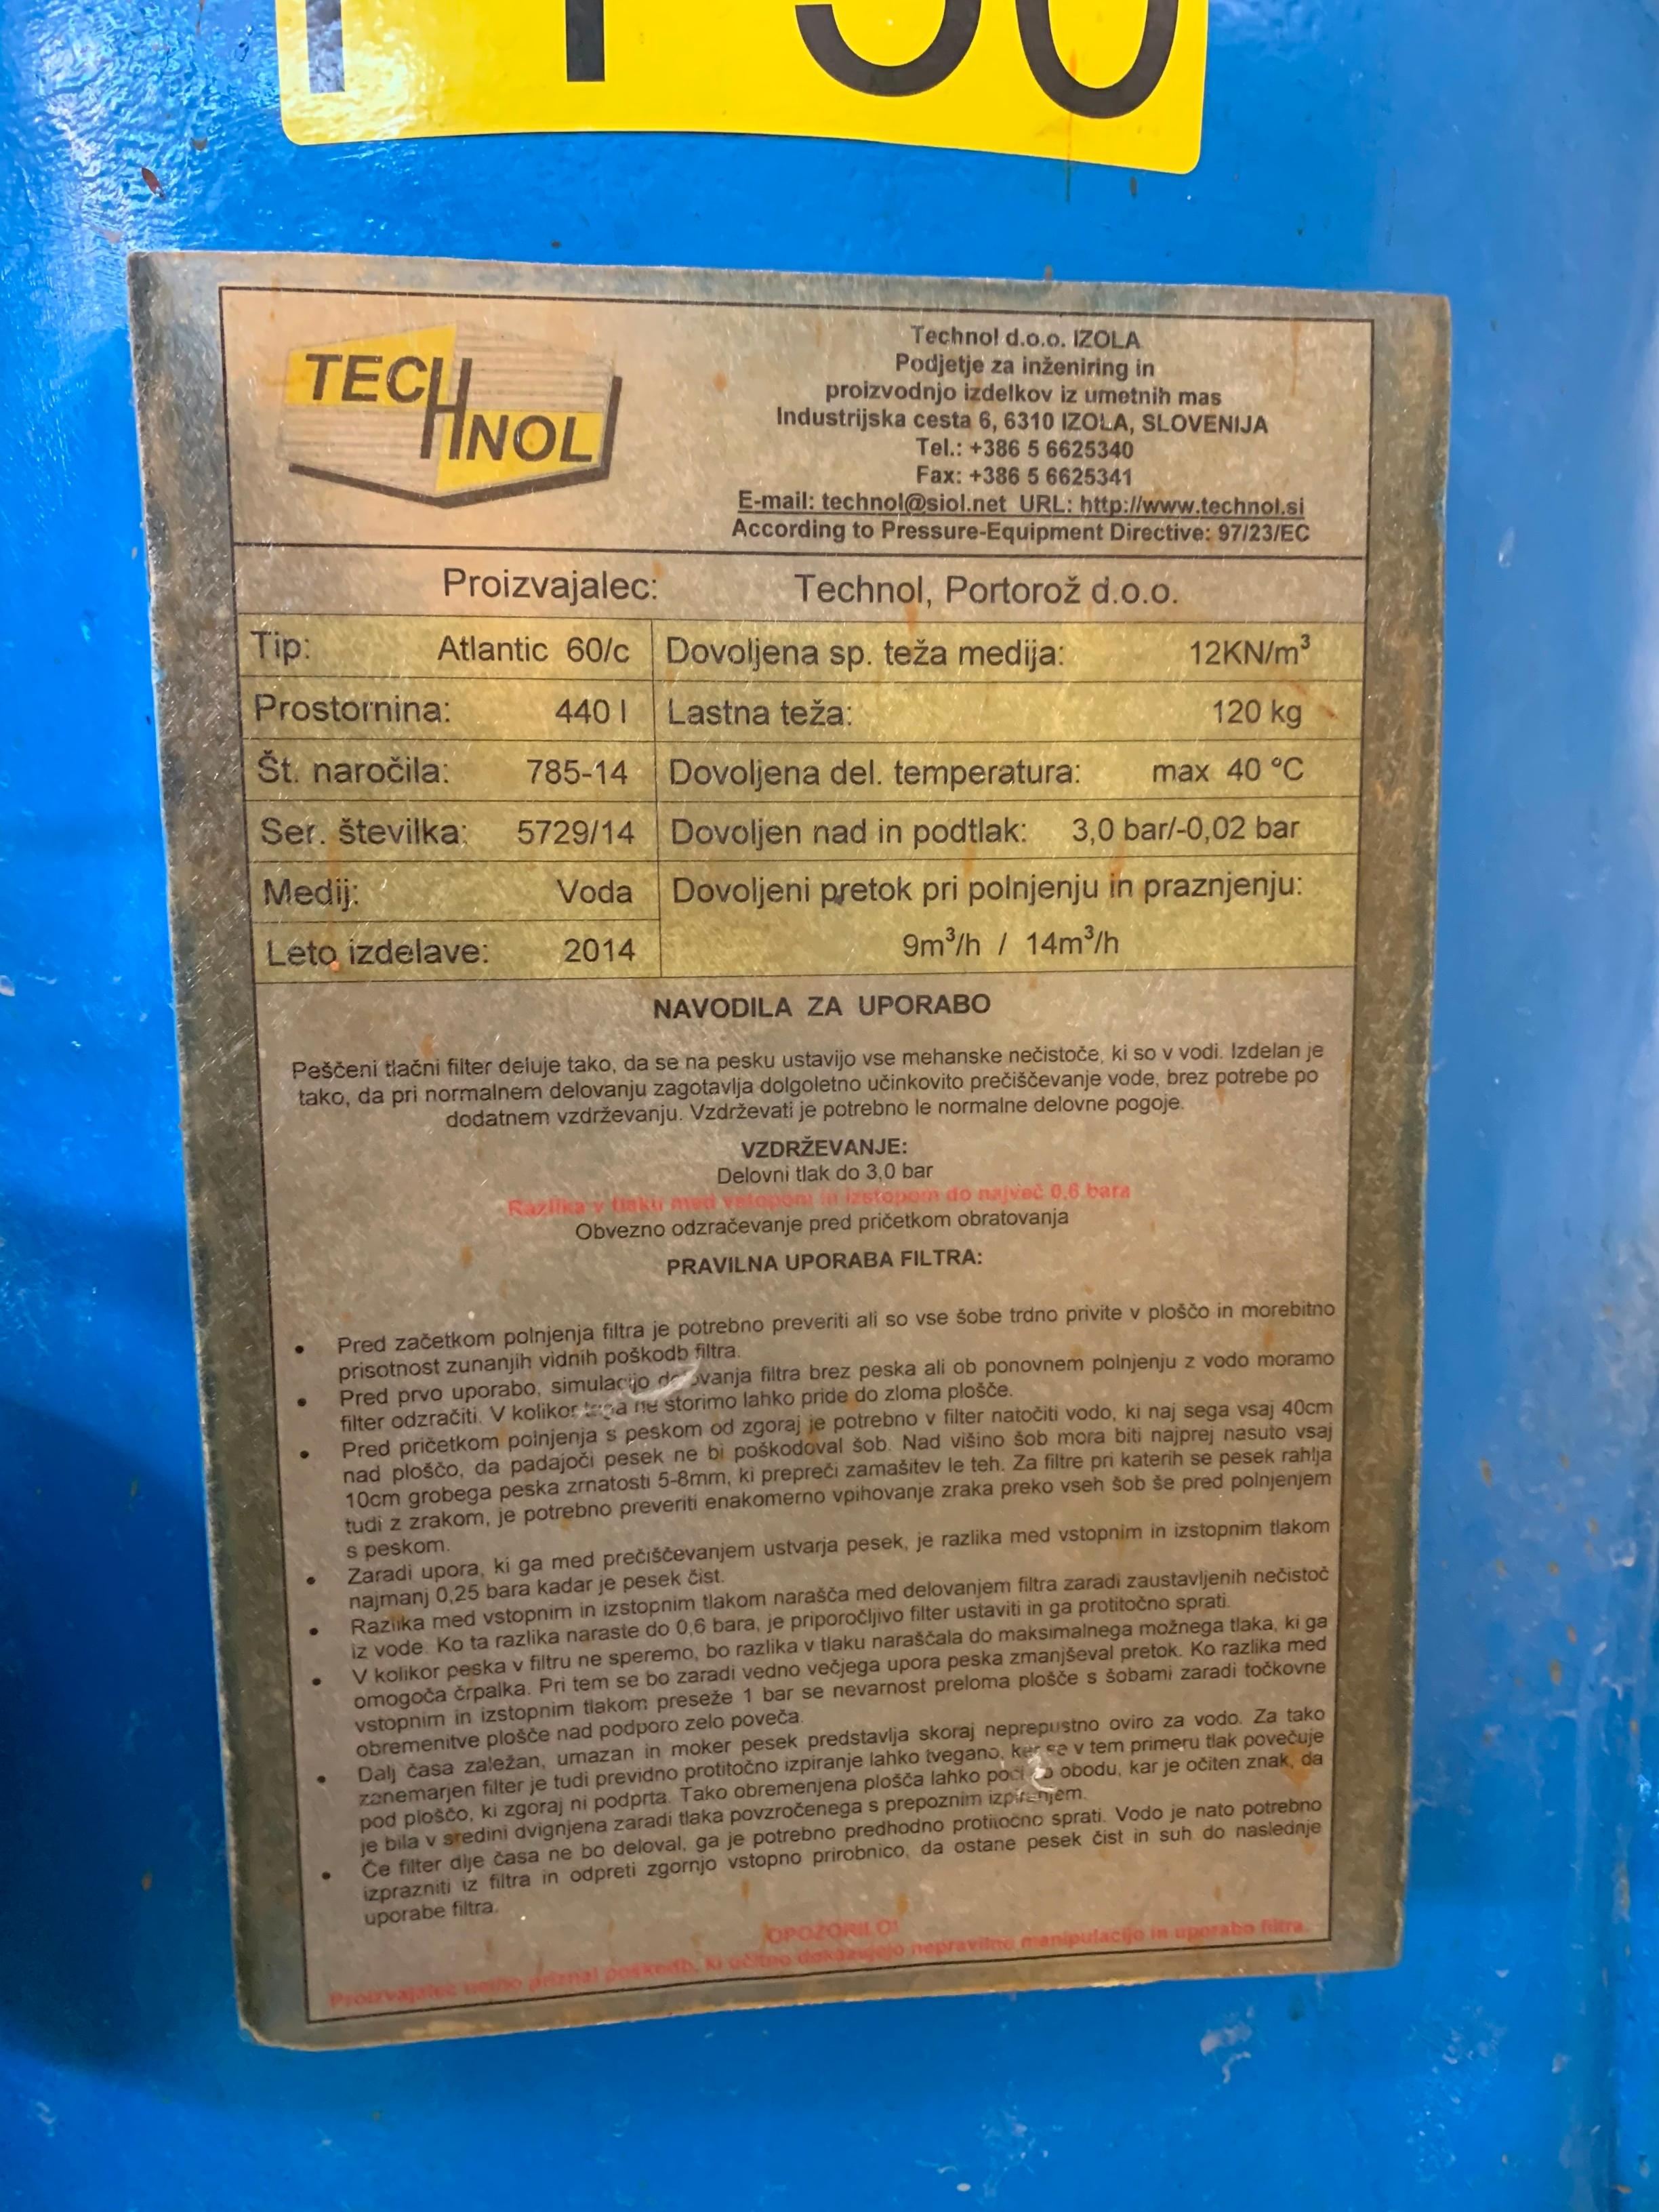 TECHNOL
Technol d.o.o. IZOLA
Podjetje za inženiring in
proizvodnjo izdelkov iz umetnih mas
Industrijska cesta 6, 6310 IZOLA, SLOVENIJA
Tel.: +386 5 6625340
Fax: +386 5 6625341
E-mail: technol@siol.net URL: http://www.technol.si
According to Pressure-Equipment Directive: 97/23/EC
Proizvajalec: Technol, Portorož d.o.o.
Tip: Atlantic 60/c Dovoljena sp. teža medija: 12KN/m³
Prostornina: 440 l Lastna teža: 120 kg
Št. naročila: 785-14 Dovoljena del. temperatura: max 40 °C
Ser. številka: 5729/14 Dovoljen nad in podtlak: 3,0 bar/-0,02 bar
Medij: Voda Dovoljeni pretok pri polnjenju in praznjenju:
Leto izdelave: 2014 9m³/h / 14m³/h
NAVODILA ZA UPORABO
Peščeni tlačni filter deluje tako, da se na pesku ustavijo vse mehanske nečistoče, ki so v vodi. Izdelan je
tako, da pri normalnem delovanju zagotavlja dolgoletno učinkovito prečiščevanje vode, brez potrebe po
dodatnem vzdrževanju. Vzdrževati je potrebno le normalne delovne pogoje.
VZDRŽEVANJE:
Delovni tlak do 3,0 bar
Razlika v tlaku med vstopom in izstopom do največ 0,6 bara
Obvezno odzračevanje pred pričetkom obratovanja
PRAVILNA UPORABA FILTRA:
• Pred začetkom polnjenja filtra je potrebno preveriti ali so vse šobe trdno privite v ploščo in morebitno
prisotnost zunanjih vidnih poškodb filtra.
• Pred prvo uporabo, simulacijo delovanja filtra brez peska ali ob ponovnem polnjenju z vodo moramo
filter odzračiti. V kolikor tega ne storimo lahko pride do zloma plošče.
• Pred pričetkom polnjenja s peskom od zgoraj je potrebno v filter natočiti vodo, ki naj sega vsaj 40cm
nad ploščo, da padajoči pesek ne bi poškodoval šob. Nad višino šob mora biti najprej nasuto vsaj
10cm grobega peska zrnatosti 5-8mm, ki prepreči zamašitev le teh. Za filtre pri katerih se pesek rahlja
tudi z zrakom, je potrebno preveriti enakomerno vpihovanje zraka preko vseh šob še pred polnjenjem
s peskom.
• Zaradi upora, ki ga med prečiščevanjem ustvarja pesek, je razlika med vstopnim in izstopnim tlakom
najmanj 0,25 bara kadar je pesek čist.
• Razlika med vstopnim in izstopnim tlakom narašča med delovanjem filtra zaradi zaustavljenih nečistoč
iz vode. Ko ta razlika naraste do 0,6 bara, je priporočljivo filter ustaviti in ga protitočno sprati.
• V kolikor peska v filtru ne speremo, bo razlika v tlaku naraščala do maksimalnega možnega tlaka, ki ga
omogoča črpalka. Pri tem se bo zaradi vedno večjega upora peska zmanjševal pretok. Ko razlika med
vstopnim in izstopnim tlakom preseže 1 bar se nevarnost preloma plošče s šobami zaradi točkovne
obremenitve plošče nad podporo zelo poveča.
• Dalj časa zaležan, umazan in moker pesek predstavlja skoraj neprepustno oviro za vodo. Za tako
zanemarjen filter je tudi previdno protitočno izpiranje lahko tvegano, ker se v tem primeru tlak povečuje
pod ploščo, ki zgoraj ni podprta. Tako obremenjena plošča lahko poči obodu, kar je očiten znak, da
je bila v sredini dvignjena zaradi tlaka povzročenega s prepoznim izpiranjem.
• Če filter dlje časa ne bo deloval, ga je potrebno predhodno protitočno sprati. Vodo je nato potrebno
izprazniti iz filtra in odpreti zgornjo vstopno prirobnico, da ostane pesek čist in suh do naslednje
uporabe filtra.
OPOZORILO!
Proizvajalec nebo priznal poškodb, ki očitno dokazujejo nepravilno manipulacijo in uporabo filtra.